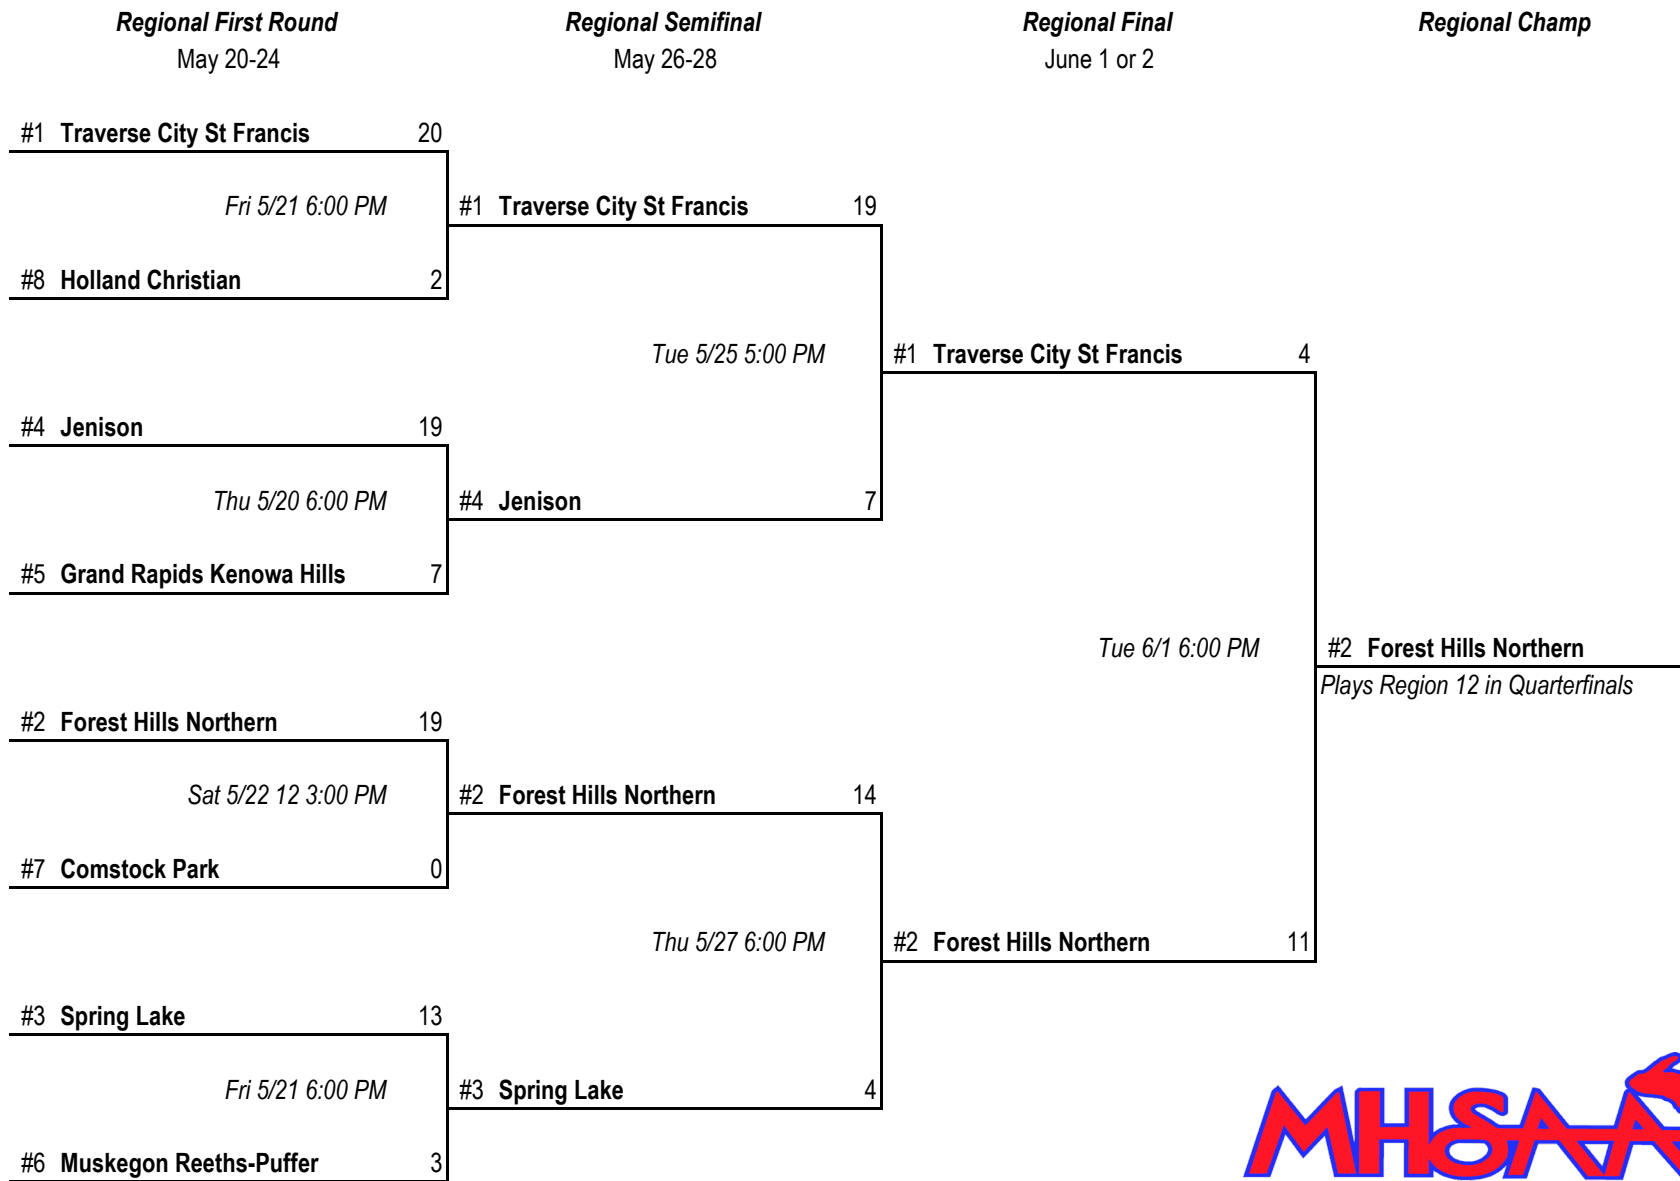 Regional First Round Regional Semifinal Regional Final Regional Champ
May 20-24 May 26-28 June 1 or 2
#1 Traverse City St Francis 20
Fri 5/21 6:00 PM #1 Traverse City St Francis 19
#8 Holland Christian 2
Tue 5/25 5:00 PM #1 Traverse City St Francis 4
#4 Jenison 19
Thu 5/20 6:00 PM #4 Jenison 7
#5 Grand Rapids Kenowa Hills 7
Tue 6/1 6:00 PM #2 Forest Hills Northern
Plays Region 12 in Quarterfinals
#2 Forest Hills Northern 19
Sat 5/22 12 3:00 PM #2 Forest Hills Northern 14
#7 Comstock Park 0
Thu 5/27 6:00 PM #2 Forest Hills Northern 11
#3 Spring Lake 13
Fri 5/21 6:00 PM #3 Spring Lake 4
#6 Muskegon Reeths-Puffer 3
MHSAA